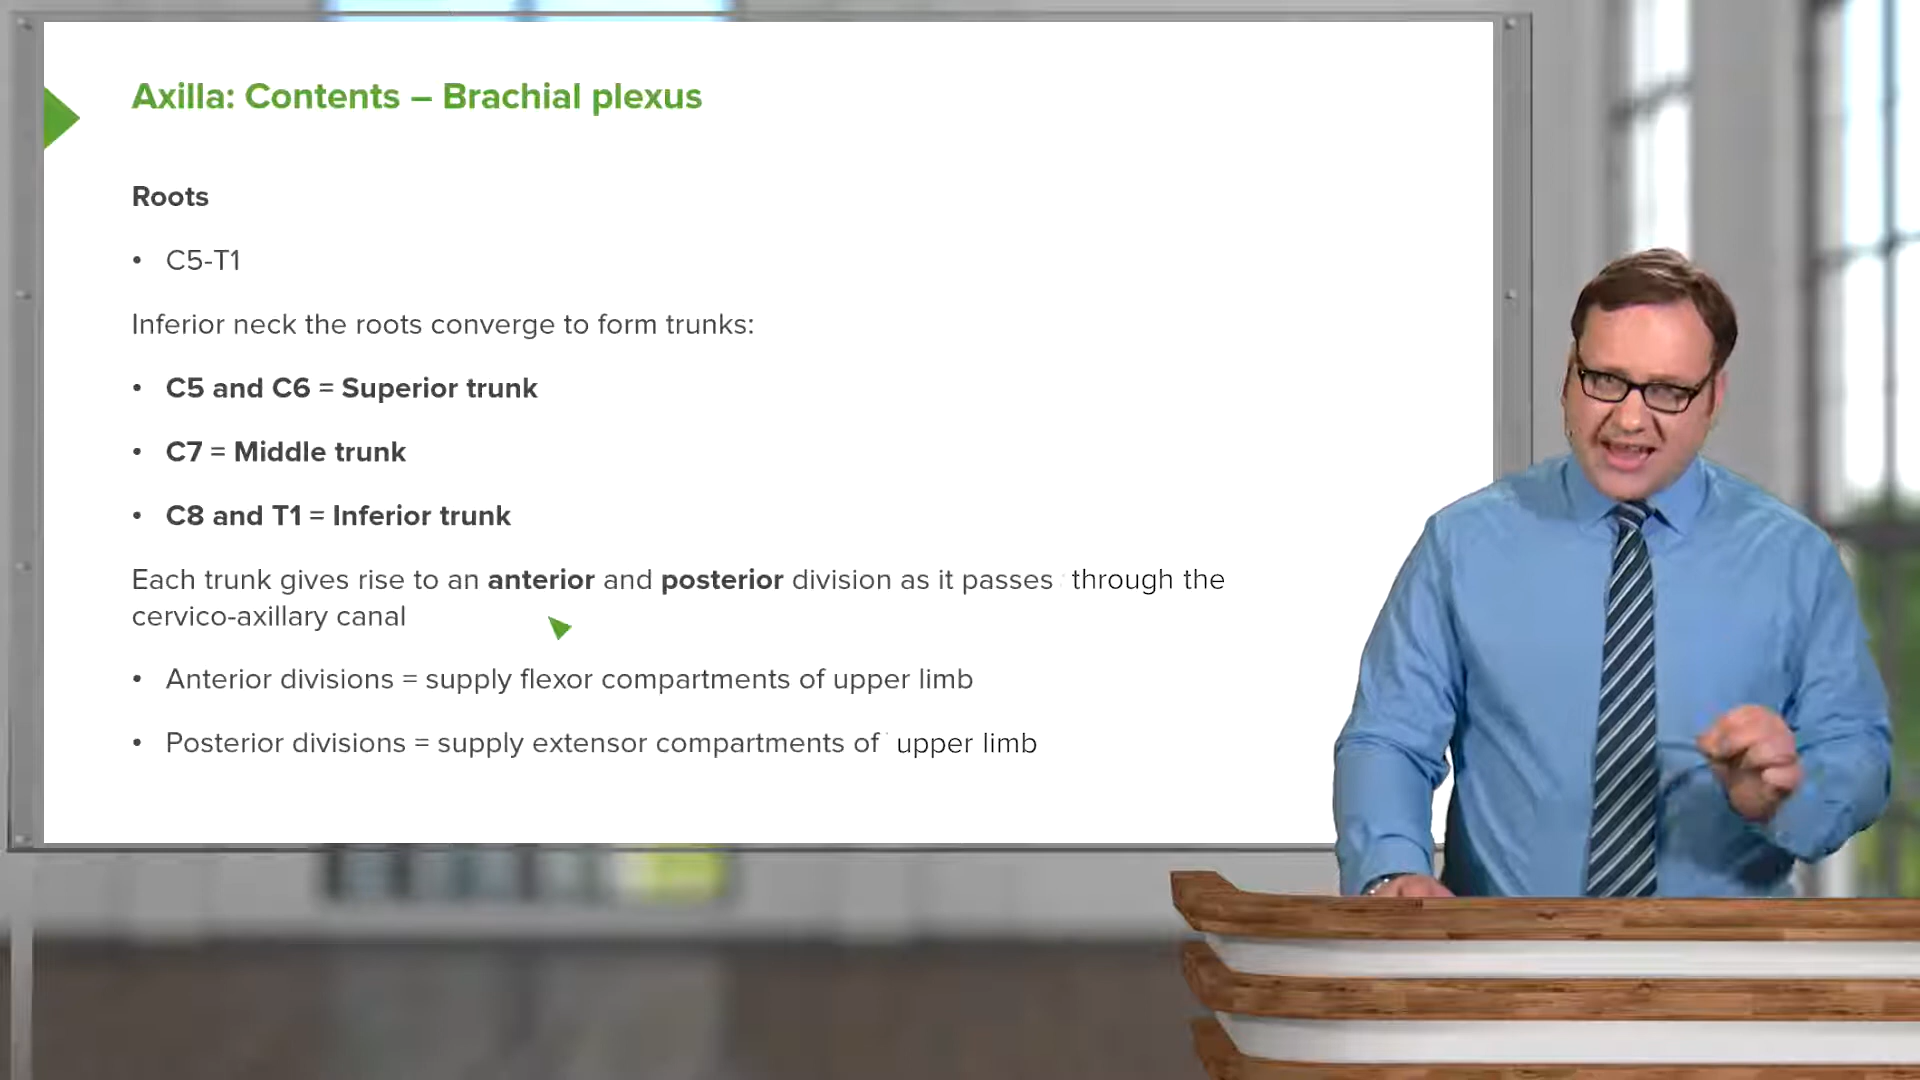 Axilla: Contents – Brachial plexus
Roots
• C5-T1
Inferior neck the roots converge to form trunks:
• C5 and C6 = Superior trunk
• C7 = Middle trunk
• C8 and T1 = Inferior trunk
Each trunk gives rise to an anterior and posterior division as it passes through the
cervico-axillary canal
• Anterior divisions = supply flexor compartments of upper limb
• Posterior divisions = supply extensor compartments of upper limb